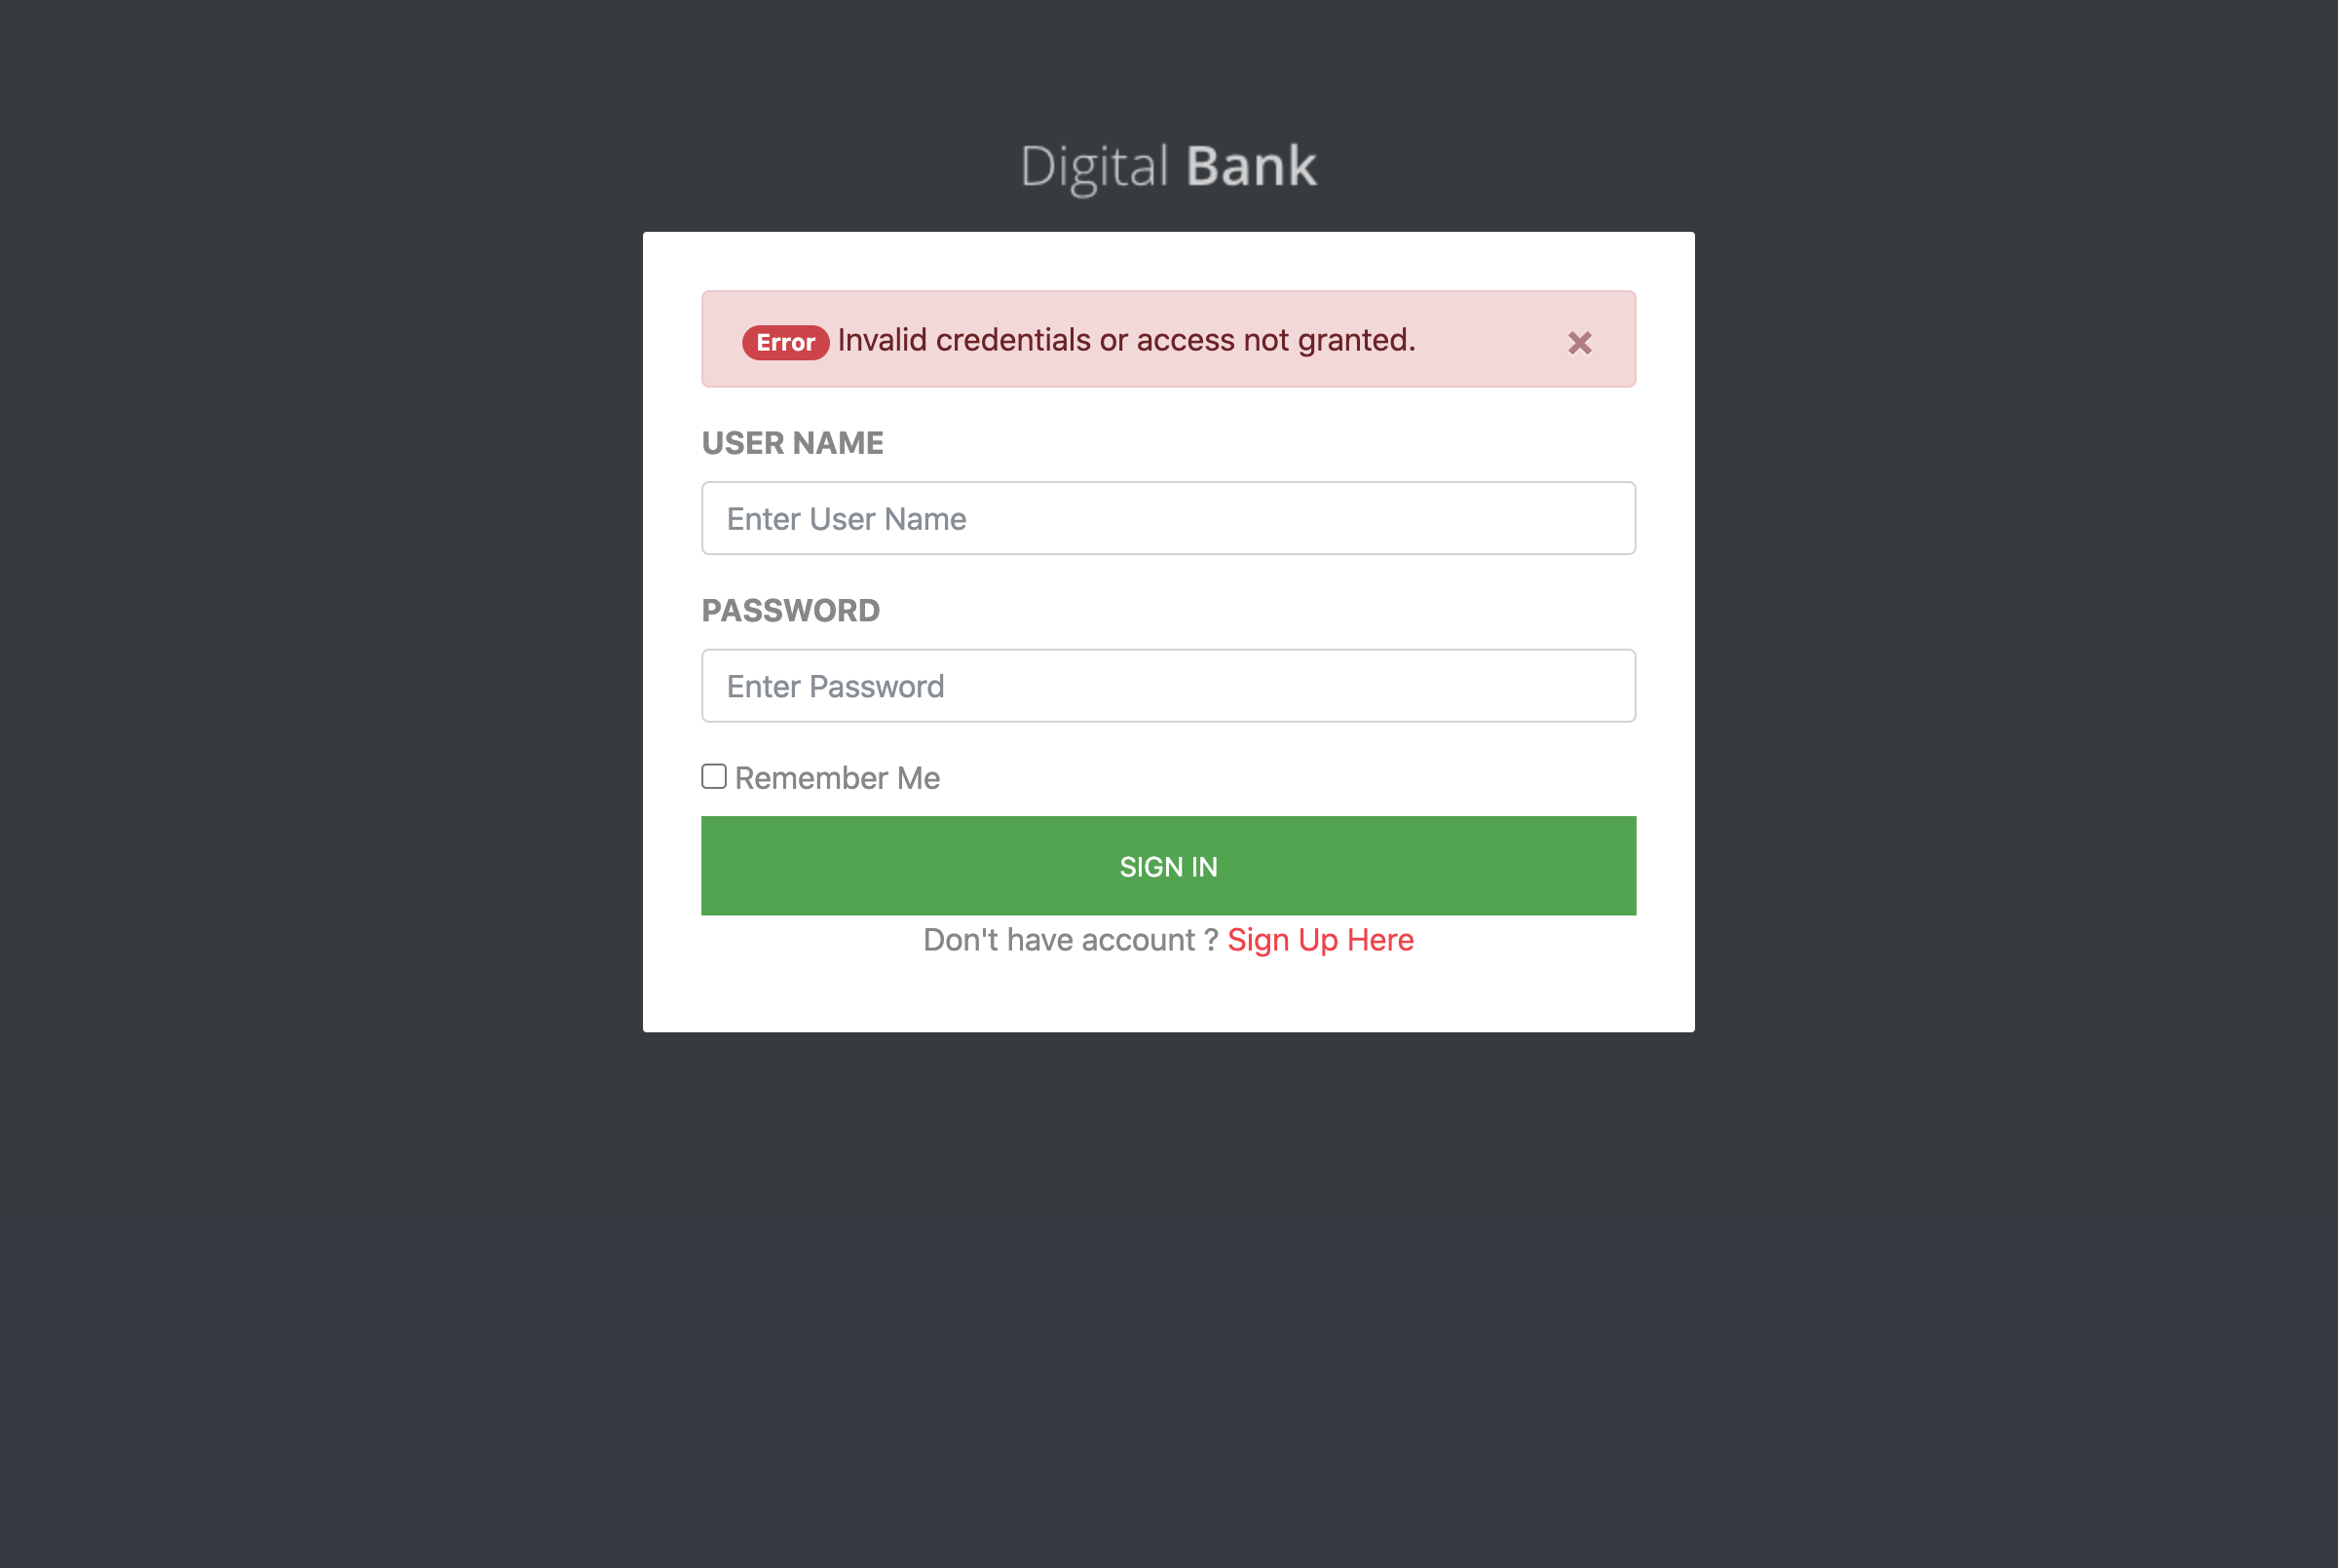 Digital Bank
Error Invalid credentials or access not granted.
USER NAME
Enter User Name
PASSWORD
Enter Password
Remember Me
SIGN IN
Don't have account ? Sign Up Here